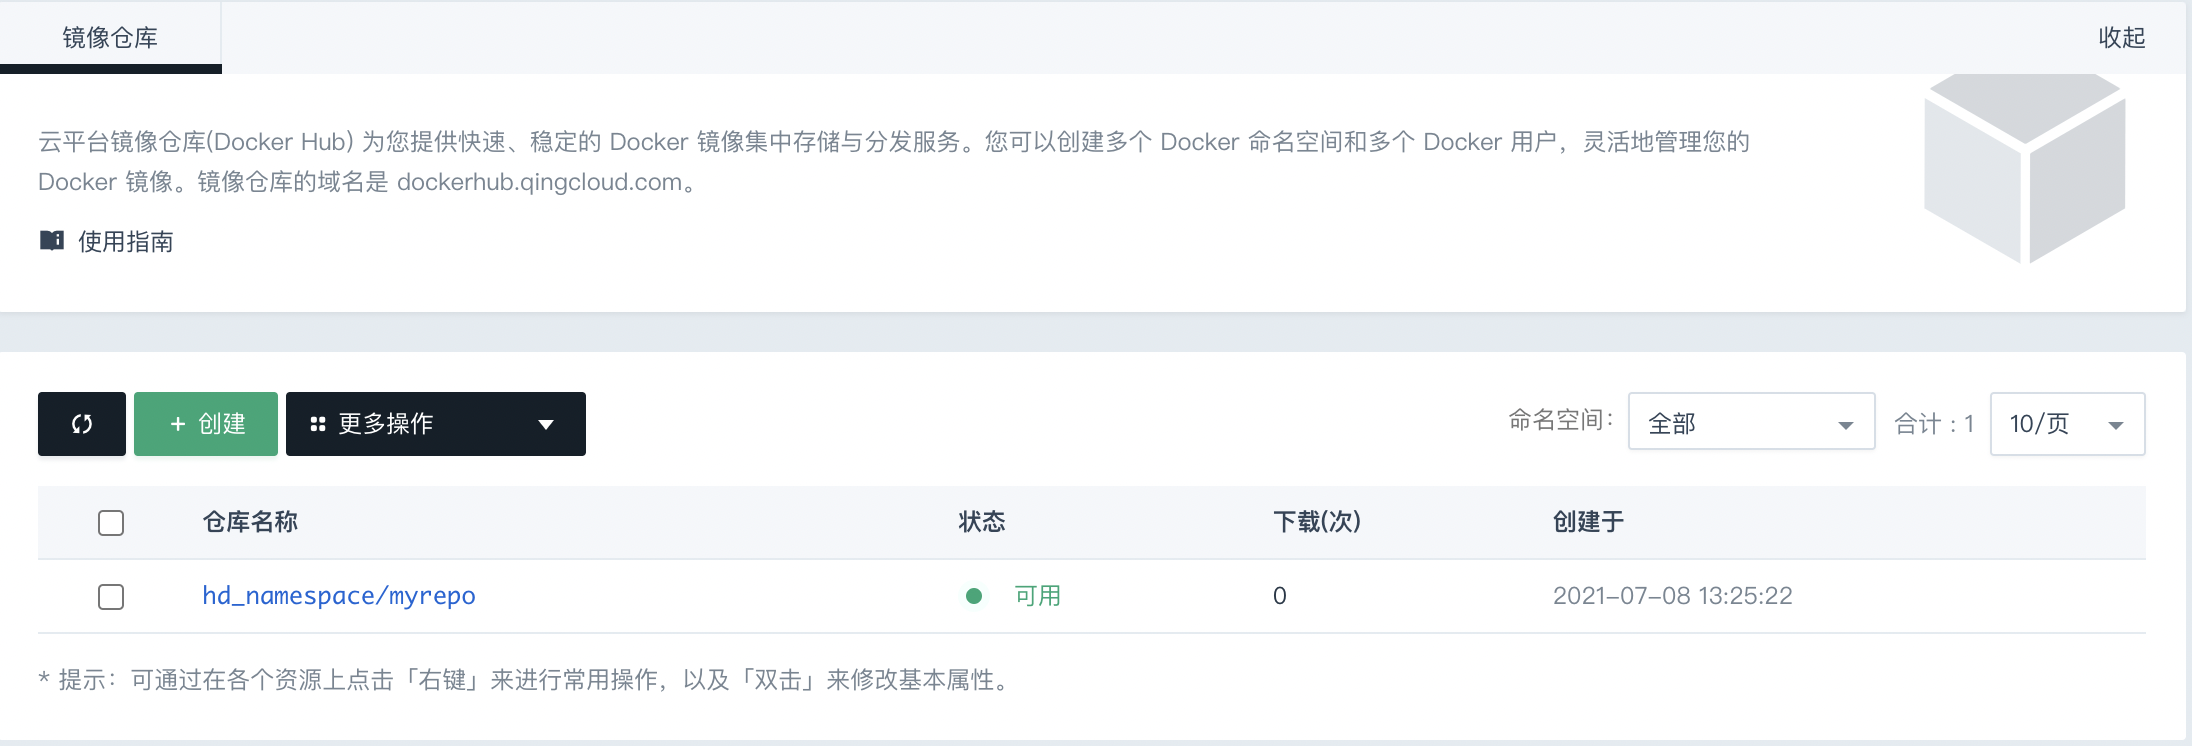 镜像仓库
收起
云平台镜像仓库(Docker Hub) 为您提供快速、稳定的 Docker 镜像集中存储与分发服务。您可以创建多个 Docker 命名空间和多个 Docker 用户，灵活地管理您的
Docker 镜像。镜像仓库的域名是 dockerhub.qingcloud.com。
使用指南
+ 创建 更多操作 命名空间： 全部 合计 : 1 10/页
仓库名称 状态 下载(次) 创建于
hd_namespace/myrepo 可用 0 2021-07-08 13:25:22
* 提示：可通过在各个资源上点击「右键」来进行常用操作，以及「双击」来修改基本属性。